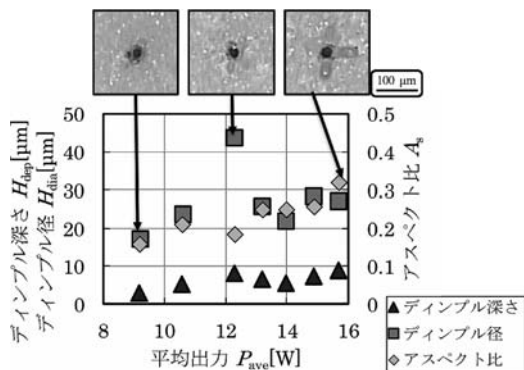 100 μm
50
40
30
20
10
0
0.5
0.4
0.3
0.2
0.1
0
8
10
12
14
16
ディンプル深さ H_dep[μm]
ディンプル径 H_dia[μm]
アスペクト比 A_s
平均出力 P_ave[W]
ディンプル深さ
ディンプル径
アスペクト比